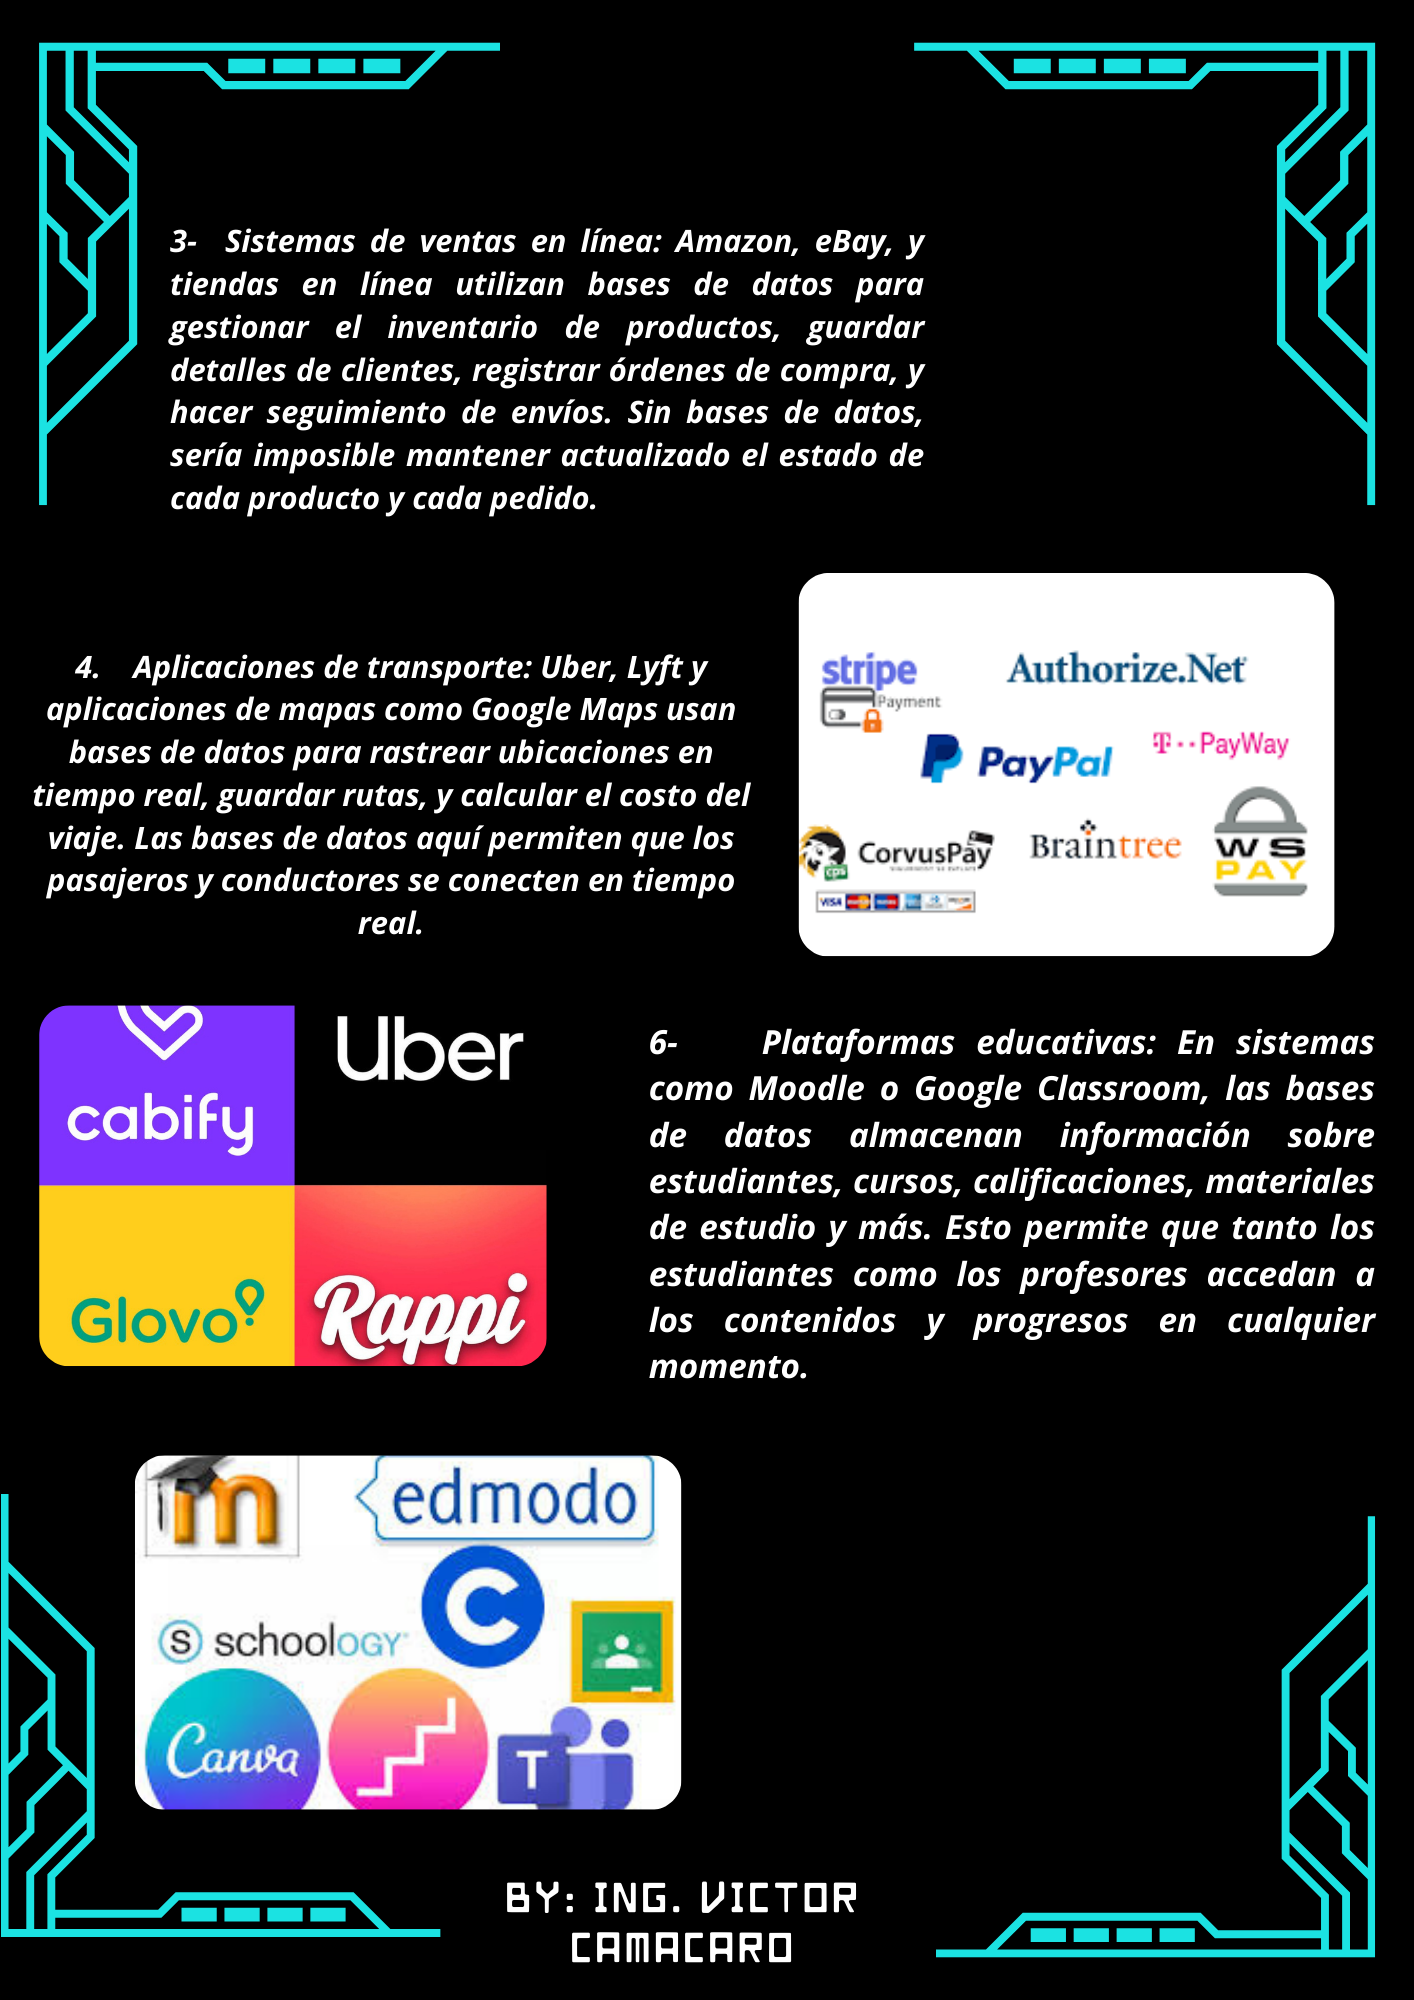 3- Sistemas de ventas en línea: Amazon, eBay, y
tiendas en línea utilizan bases de datos para
gestionar el inventario de productos, guardar
detalles de clientes, registrar órdenes de compra, y
hacer seguimiento de envíos. Sin bases de datos,
sería imposible mantener actualizado el estado de
cada producto y cada pedido.
4. Aplicaciones de transporte: Uber, Lyft y
aplicaciones de mapas como Google Maps usan
bases de datos para rastrear ubicaciones en
tiempo real, guardar rutas, y calcular el costo del
viaje. Las bases de datos aquí permiten que los
pasajeros y conductores se conecten en tiempo
real.
stripe
Payment
Authorize.Net
PayPal
T··PayWay
cps
CorvusPay
Braintree
WS
PAY
VISA
cabify
Uber
Glovo
Rappi
6- Plataformas educativas: En sistemas
como Moodle o Google Classroom, las bases
de datos almacenan información sobre
estudiantes, cursos, calificaciones, materiales
de estudio y más. Esto permite que tanto los
estudiantes como los profesores accedan a
los contenidos y progresos en cualquier
momento.
m
edmodo
C
S schoology
Canva
T
BY: ING. VICTOR
CAMACARO